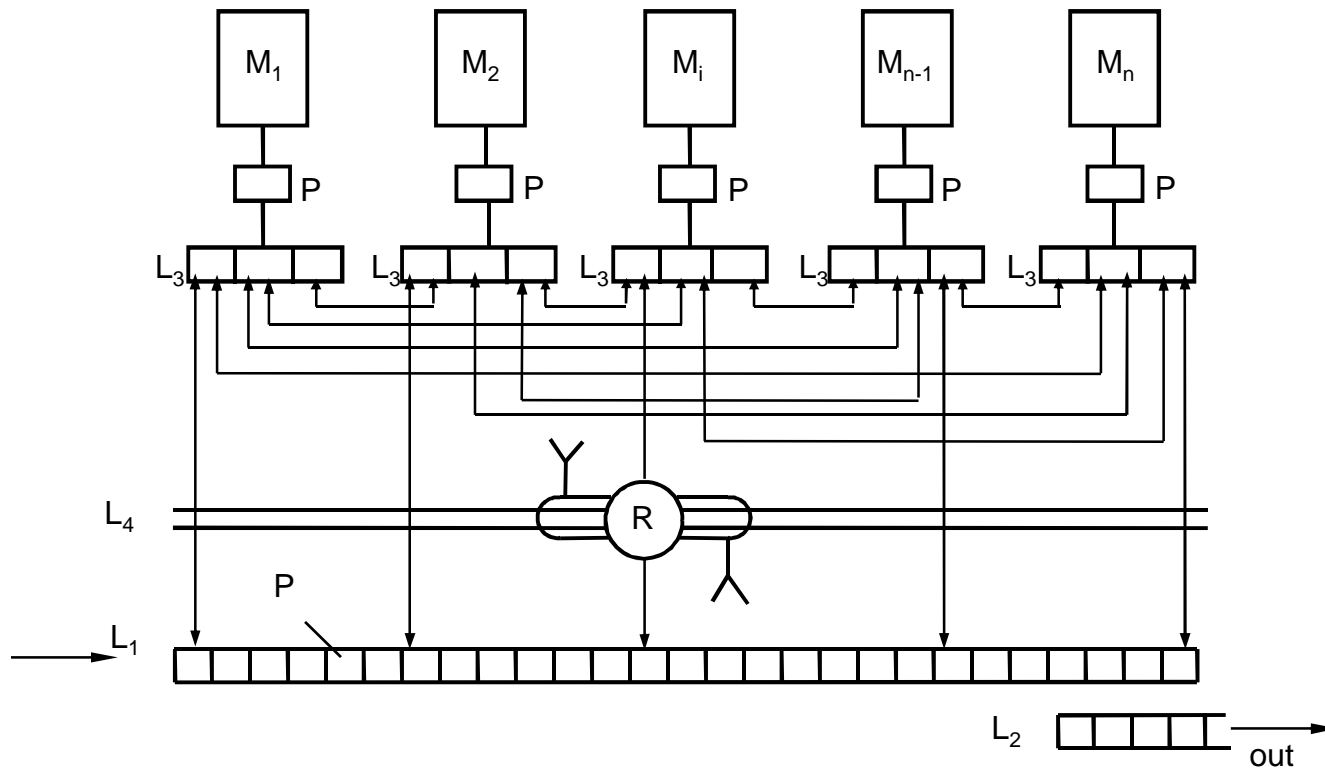 M₁ M₂ Mᵢ Mₙ₋₁ Mₙ
P P P P P
L₃ L₃ L₃ L₃ L₃
L₄ R
P
L₁
L₂
out